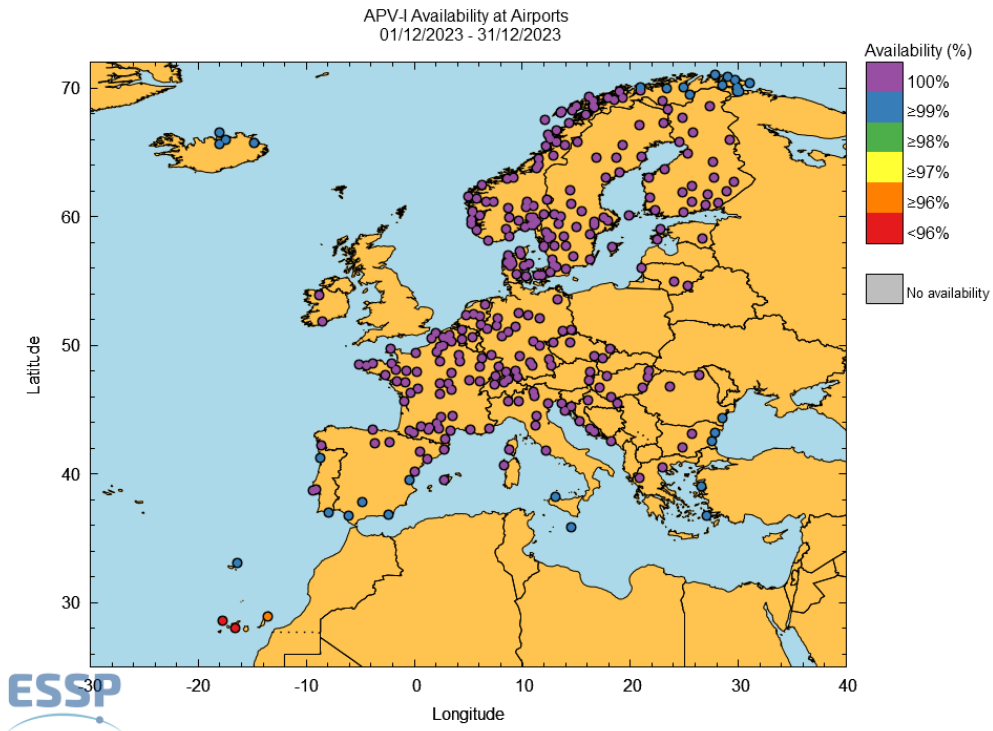 APV-I Availability at Airports
01/12/2023 - 31/12/2023
Availability (%)
100%
≥99%
≥98%
≥97%
≥96%
<96%
No availability
Latitude
70
60
50
40
30
-30
-20
-10
0
10
20
30
40
Longitude
ESSP